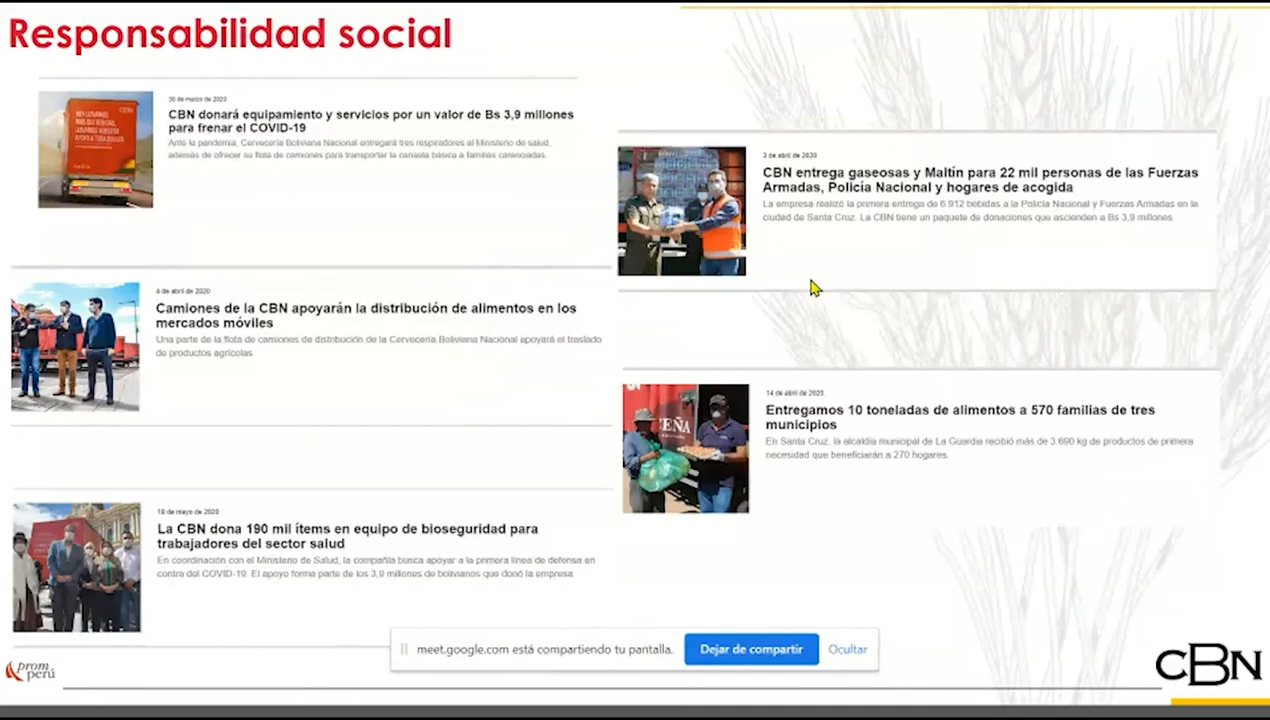 Responsabilidad social
30 de marzo de 2020
CBN donará equipamiento y servicios por un valor de Bs 3,9 millones
para frenar el COVID-19
Ante la pandemia, Cervecería Boliviana Nacional entregará tres respiradores al Ministerio de salud,
además de ofrecer su flota de camiones para transportar la canasta básica a familias carenciadas.
4 de abril de 2020
Camiones de la CBN apoyarán la distribución de alimentos en los
mercados móviles
Una parte de la flota de camiones de distribución de la Cervecería Boliviana Nacional apoyará el traslado
de productos agrícolas
18 de mayo de 2020
La CBN dona 190 mil ítems en equipo de bioseguridad para
trabajadores del sector salud
En coordinación con el Ministerio de Salud, la compañía busca apoyar a la primera línea de defensa en
contra del COVID-19. El apoyo forma parte de los 3,9 millones de bolivianos que donó la empresa
3 de abril de 2020
CBN entrega gaseosas y Maltín para 22 mil personas de las Fuerzas
Armadas, Policía Nacional y hogares de acogida
La empresa realizó la primera entrega de 6.912 bebidas a la Policía Nacional y Fuerzas Armadas en la
ciudad de Santa Cruz. La CBN tiene un paquete de donaciones que ascienden a Bs 3,9 millones.
14 de abril de 2020
Entregamos 10 toneladas de alimentos a 570 familias de tres
municipios
En Santa Cruz, la alcaldía municipal de La Guardia recibió más de 3.690 kg de productos de primera
necesidad que beneficiarán a 270 hogares.
meet.google.com está compartiendo tu pantalla.
Dejar de compartir
Ocultar
prom
perú
CBN